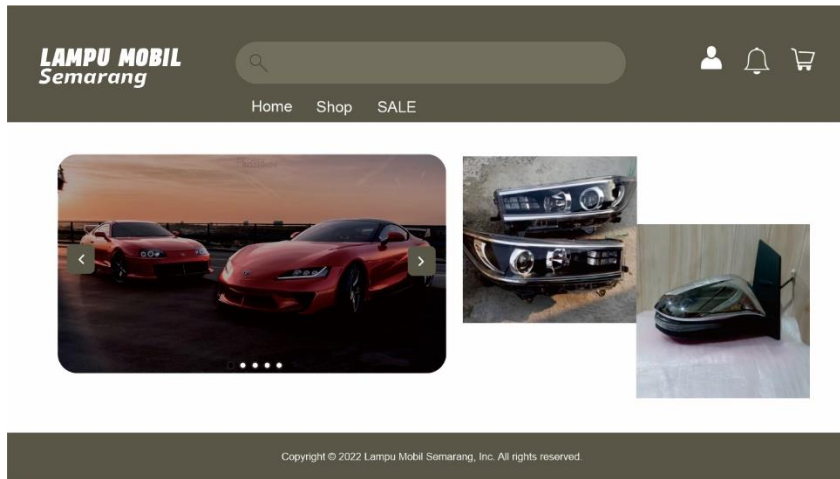 LAMPU MOBIL
Semarang
Home Shop SALE
Copyright © 2022 Lampu Mobil Semarang, Inc. All rights reserved.